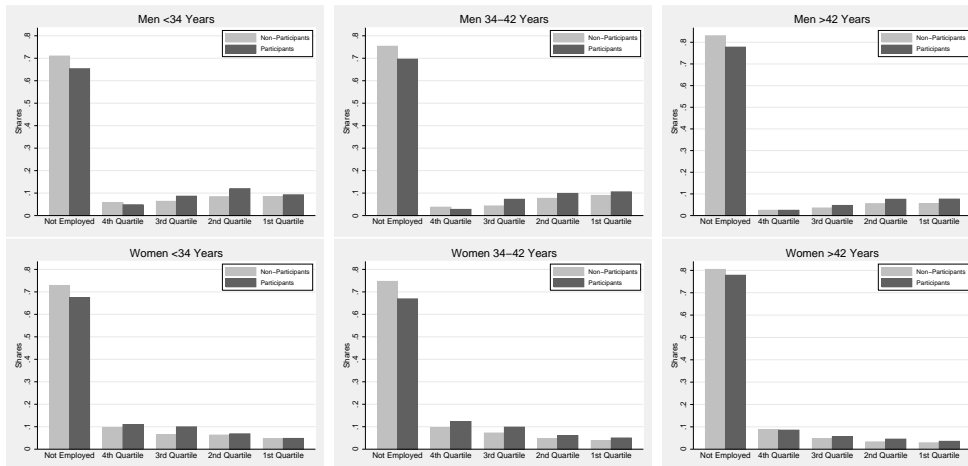 Men <34 Years
Non−Participants
Participants
Shares
0 .1 .2 .3 .4 .5 .6 .7 .8
Not Employed 4th Quartile 3rd Quartile 2nd Quartile 1st Quartile
Men 34−42 Years
Non−Participants
Participants
Shares
0 .1 .2 .3 .4 .5 .6 .7 .8
Not Employed 4th Quartile 3rd Quartile 2nd Quartile 1st Quartile
Men >42 Years
Non−Participants
Participants
Shares
0 .1 .2 .3 .4 .5 .6 .7 .8
Not Employed 4th Quartile 3rd Quartile 2nd Quartile 1st Quartile
Women <34 Years
Non−Participants
Participants
Shares
0 .1 .2 .3 .4 .5 .6 .7 .8
Not Employed 4th Quartile 3rd Quartile 2nd Quartile 1st Quartile
Women 34−42 Years
Non−Participants
Participants
Shares
0 .1 .2 .3 .4 .5 .6 .7 .8
Not Employed 4th Quartile 3rd Quartile 2nd Quartile 1st Quartile
Women >42 Years
Non−Participants
Participants
Shares
0 .1 .2 .3 .4 .5 .6 .7 .8
Not Employed 4th Quartile 3rd Quartile 2nd Quartile 1st Quartile